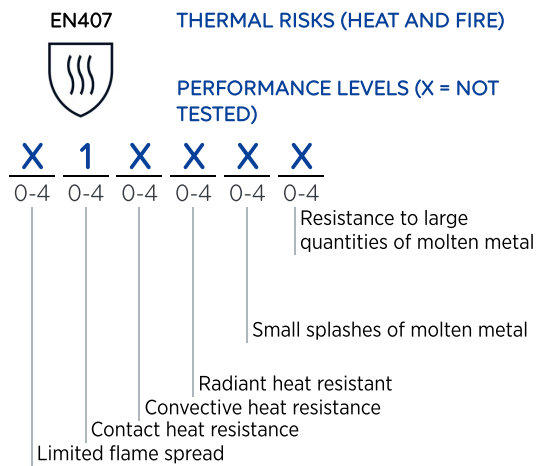 EN407
THERMAL RISKS (HEAT AND FIRE)
PERFORMANCE LEVELS (X = NOT
TESTED)
X 1 X X X X
0-4 0-4 0-4 0-4 0-4 0-4
Resistance to large
quantities of molten metal
Small splashes of molten metal
Radiant heat resistant
Convective heat resistance
Contact heat resistance
Limited flame spread